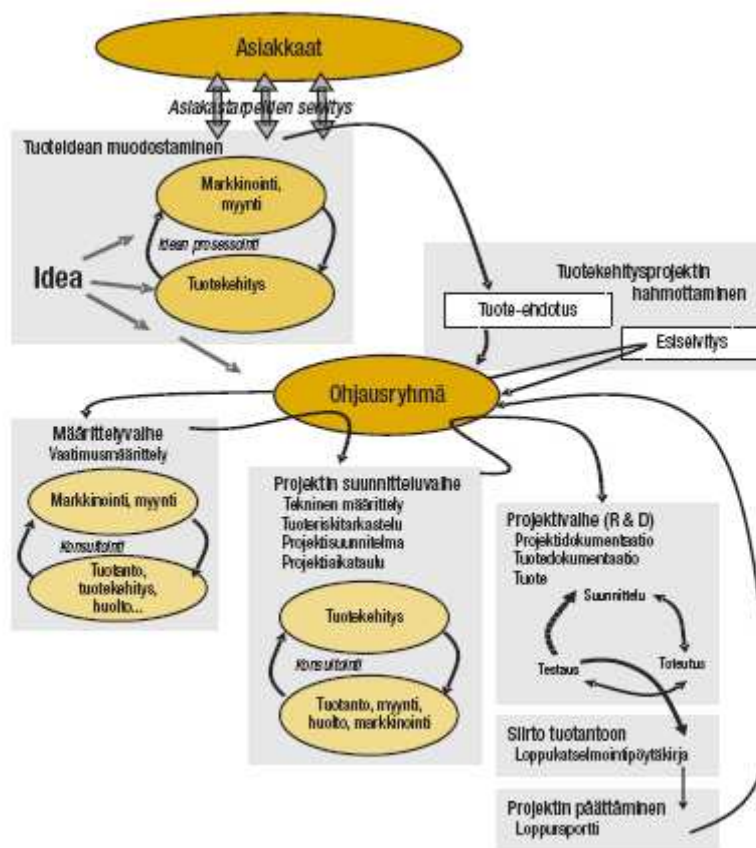 Asiakkaat
Asiakastarpeiden selvitys
Tuoteidean muodostaminen
Markkinointi,
myynti
Idean prosessointi
Idea
Tuotekehitys
Tuotekehitysprojektin
hahmottaminen
Tuote-ehdotus
Esiselvitys
Ohjausryhmä
Määrittelyvaihe
Vaatimusmäärittely
Markkinointi, myynti
Konsultointi
Tuotanto,
tuotekehitys,
huolto...
Projektin suunnitteluvaihe
Tekninen määrittely
Tuoteriskitarkastelu
Projektisuunnitelma
Projektiaikataulu
Tuotekehitys
Konsultointi
Tuotanto, myynti,
huolto, markkinointi
Projektivaihe (R & D)
Projektidokumentaatio
Tuotedokumentaatio
Tuote
Suunnittelu
Testaus
Toteutus
Siirto tuotantoon
Loppukatselmointipöytäkirja
Projektin päättäminen
Loppuraportti